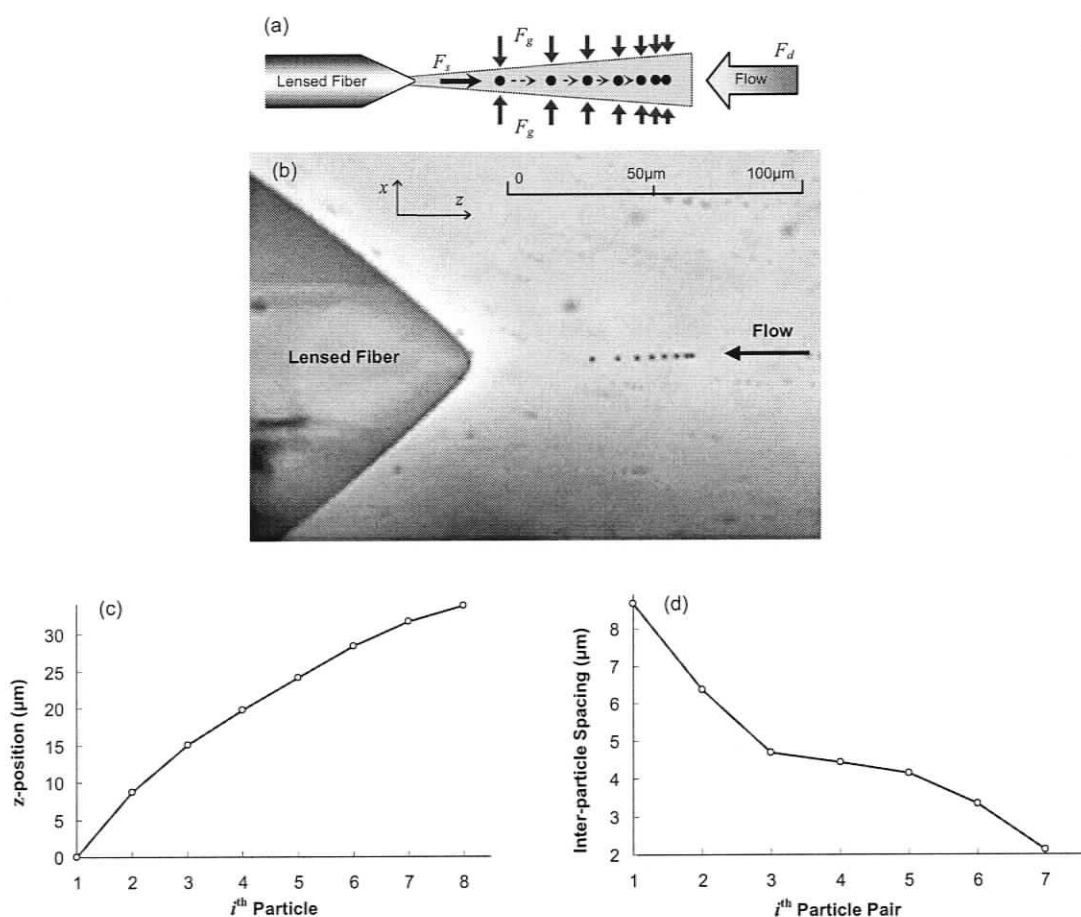 (a)
F_g
F_s
F_d
Lensed Fiber
Flow
F_g
(b)
x
z
0 50μm 100μm
Flow
Lensed Fiber
(c)
z-position (μm)
30
25
20
15
10
5
0
1 2 3 4 5 6 7 8
i^th Particle
(d)
Inter-particle Spacing (μm)
8
7
6
5
4
3
2
1 2 3 4 5 6 7
i^th Particle Pair